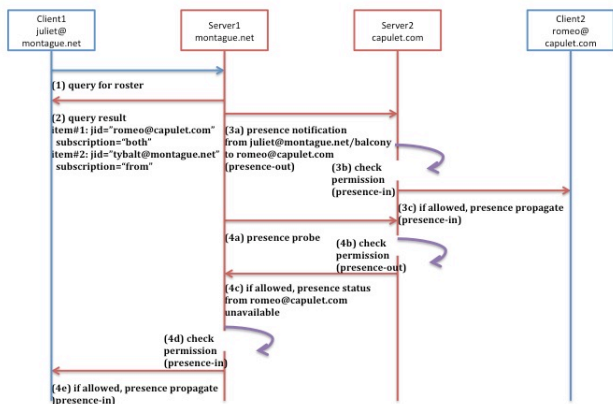 Client1
juliet@
montague.net
Server1
montague.net
Server2
capulet.com
Client2
romeo@
capulet.com
(1) query for roster
(2) query result
item#1: jid="romeo@capulet.com"
subscription="both"
item#2: jid="tybalt@montague.net"
subscription="from"
(3a) presence notification
from juliet@montague.net/balcony
to romeo@capulet.com
(presence-out)
(3b) check
permission
(presence-in)
(3c) if allowed, presence propagate
(presence-in)
(4a) presence probe
(4b) check
permission
(presence-out)
(4c) if allowed, presence status
from romeo@capulet.com
unavailable
(4d) check
permission
(presence-in)
(4e) if allowed, presence propagate
(presence-in)